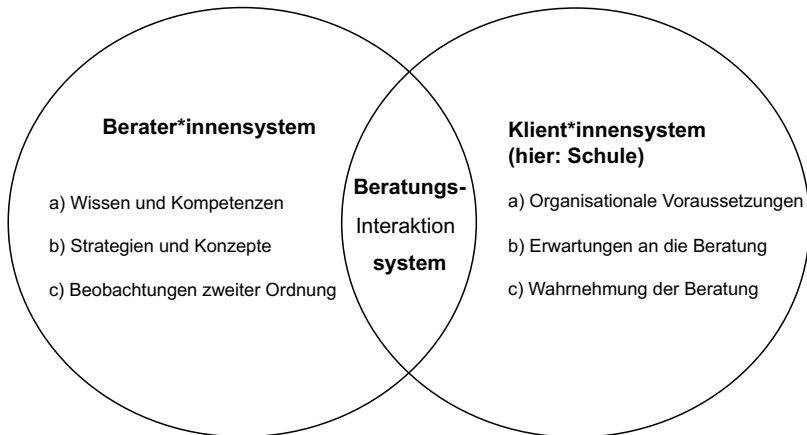 Berater*innensystem
a) Wissen und Kompetenzen
b) Strategien und Konzepte
c) Beobachtungen zweiter Ordnung
Beratungs-
Interaktion
system
Klient*innensystem
(hier: Schule)
a) Organisationale Voraussetzungen
b) Erwartungen an die Beratung
c) Wahrnehmung der Beratung